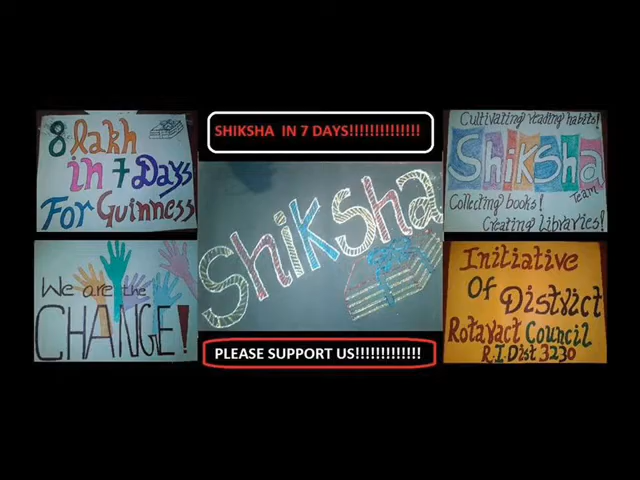 8 lakh
in 7 Days
For Guinness
We are the
CHANGE!
SHIKSHA IN 7 DAYS!!!!!!!!!!!!!!
Shiksha
PLEASE SUPPORT US!!!!!!!!!!!!!
Cultivating reading habits!
Shiksha
Team
Collecting books!
Creating Libraries!
Initiative
Of District
Rotaract Council
R.I. Dist 3230